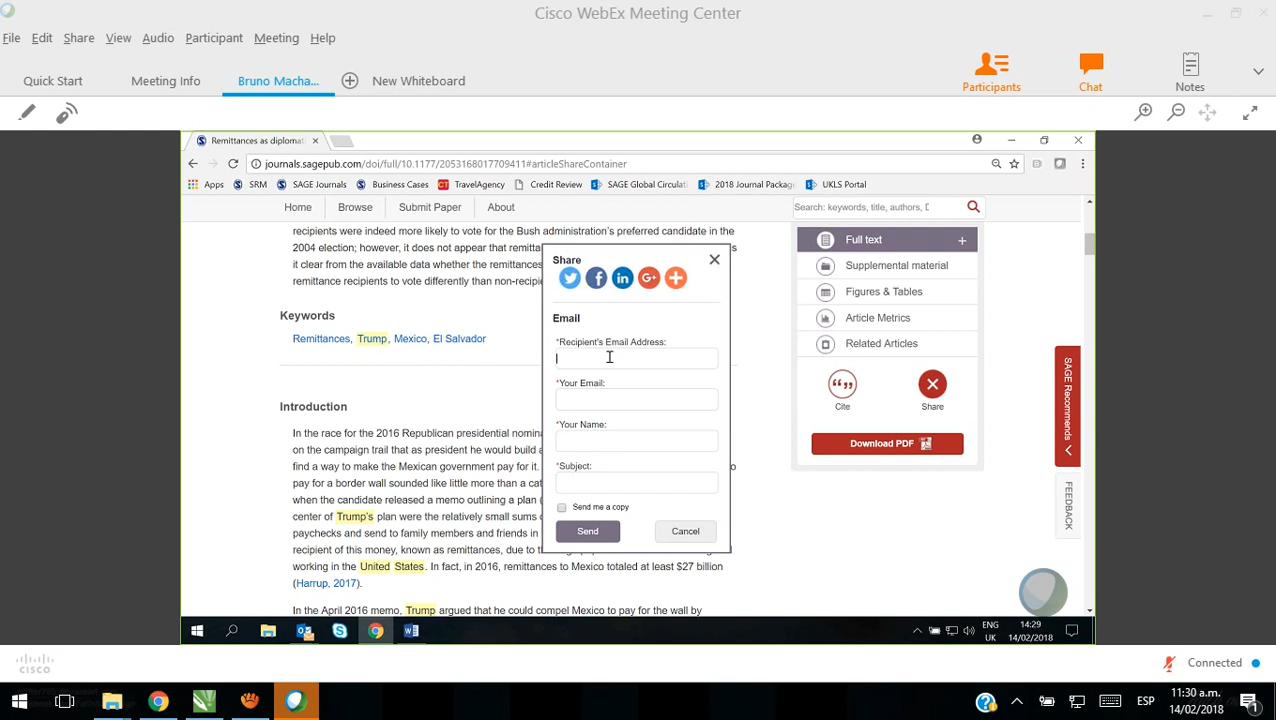 Cisco WebEx Meeting Center
File Edit Share View Audio Participant Meeting Help
Quick Start Meeting Info Bruno Macha... New Whiteboard
Participants Chat Notes
Remittances as diplomat
journals.sagepub.com/doi/full/10.1177/2053168017709411#articleShareContainer
Apps SRM SAGE Journals Business Cases CT TravelAgency Credit Review SAGE Global Circulati 2018 Journal Package UKLS Portal
Home Browse Submit Paper About
Search: keywords, title, authors, D
recipients were indeed more likely to vote for the Bush administration's preferred candidate in the
2004 election; however, it does not appear that remitta
it clear from the available data whether the remittances
remittance recipients to vote differently than non-recipie
Keywords
Remittances, Trump, Mexico, El Salvador
Introduction
In the race for the 2016 Republican presidential nomina
on the campaign trail that as president he would build a
find a way to make the Mexican government pay for it.
pay for a border wall sounded like little more than a cat
when the candidate released a memo outlining a plan (
center of Trump's plan were the relatively small sums o
paychecks and send to family members and friends in
recipient of this money, known as remittances, due to
working in the United States. In fact, in 2016, remittances to Mexico totaled at least $27 billion
(Harrup, 2017).
In the April 2016 memo, Trump argued that he could compel Mexico to pay for the wall by
Share
Email
*Recipient's Email Address:
*Your Email:
*Your Name:
*Subject:
Send me a copy
Send Cancel
Full text
Supplemental material
Figures & Tables
Article Metrics
Related Articles
Cite Share
Download PDF
SAGE Recommends
FEEDBACK
ENG
UK
14:29
14/02/2018
cisco
Connected
ESP
11:30 a.m.
14/02/2018
1